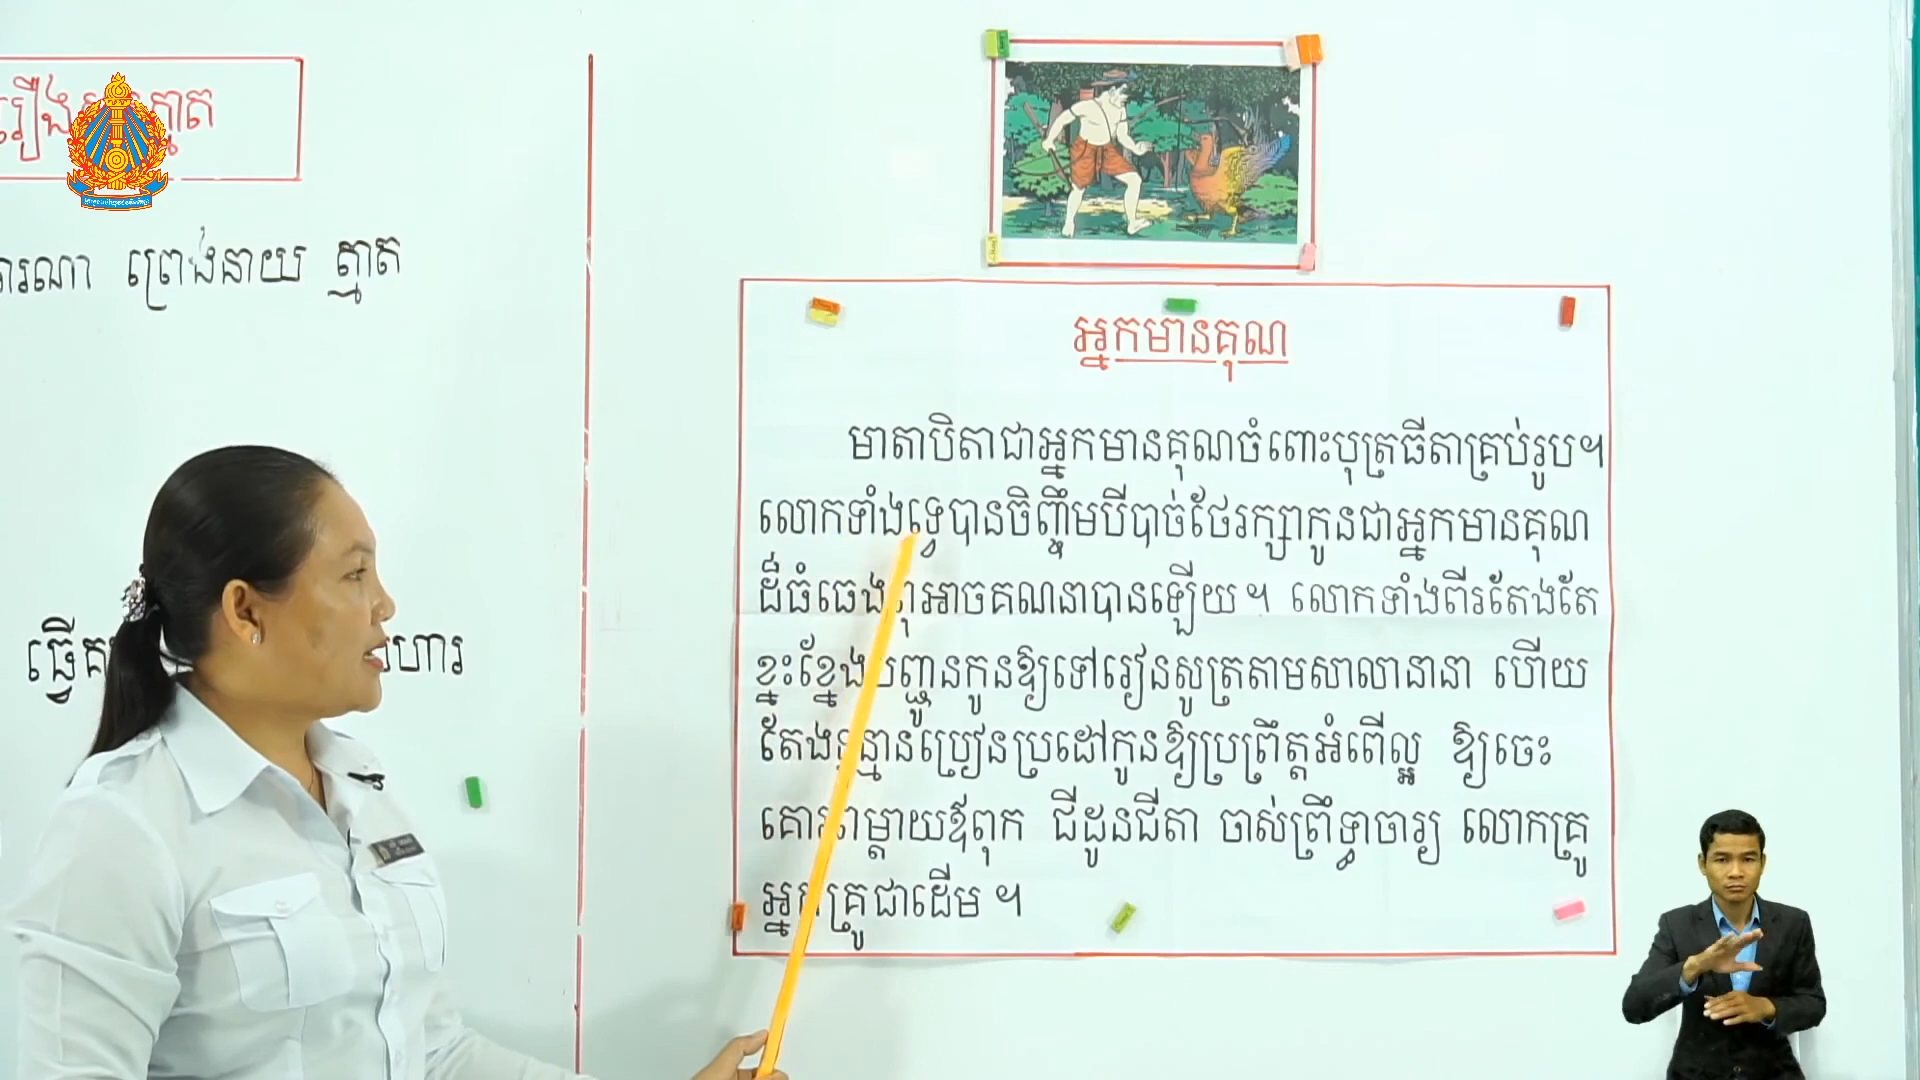 ព្រេងនាយ ត្មាត
ហារ
អ្នកមានគុណ
មាតាបិតាជាអ្នកមានគុណចំពោះបុត្រធីតាគ្រប់រូប។
លោកទាំងទ្វេបានចិញ្ចឹមបីបាច់ថែរក្សាកូនជាអ្នកមានគុណ
ដ៏ធំធេងពុំអាចគណនាបានឡើយ។ លោកទាំងពីរតែងតែ
ខ្នះខ្នែងបញ្ជូនកូនឱ្យទៅរៀនសូត្រតាមសាលានានា ហើយ
តែងទូន្មានប្រៀនប្រដៅកូនឱ្យប្រព្រឹត្តអំពើល្អ ឱ្យចេះ
គោរពម្តាយឪពុក ជីដូនជីតា ចាស់ព្រឹទ្ធាចារ្យ លោកគ្រូ
អ្នកគ្រូជាដើម ។